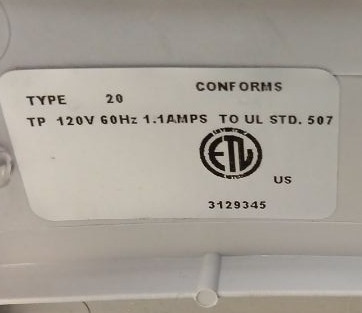 TYPE 20 CONFORMS
TP 120V 60Hz 1.1AMPS TO UL STD. 507
ETL
US
3129345